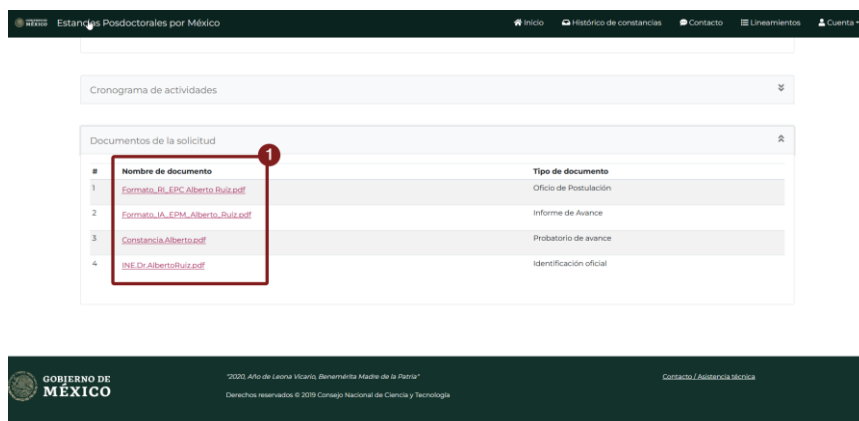 GOBIERNO DE MÉXICO Estancias Posdoctorales por México Inicio Histórico de constancias Contacto Lineamientos Cuenta
Cronograma de actividades
Documentos de la solicitud
1
# Nombre de documento Tipo de documento
1 Formato_RI_EPC Alberto Ruiz.pdf Oficio de Postulación
2 Formato_IA_EPM_Alberto_Ruiz.pdf Informe de Avance
3 Constancia.Alberto.pdf Probatorio de avance
4 INE.Dr.AlbertoRuiz.pdf Identificación oficial
GOBIERNO DE
MÉXICO
"2020, Año de Leona Vicario, Benemérita Madre de la Patria"
Contacto / Asistencia técnica
Derechos reservados © 2019 Consejo Nacional de Ciencia y Tecnología